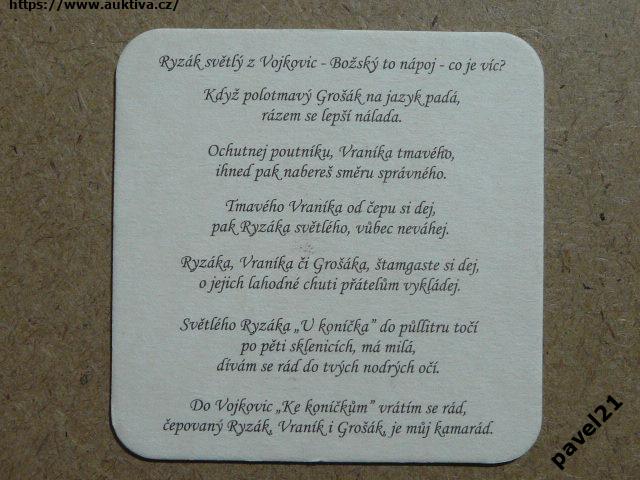 https://www.auktiva.cz/
Ryzák světlý z Vojkovic - Božský to nápoj - co je víc?
Když polotmavý Grošák na jazyk padá,
rázem se lepší nálada.
Ochutnej poutníku, Vraníka tmavého,
ihned pak nabereš směru správného.
Tmavého Vraníka od čepu si dej,
pak Ryzáka světlého, vůbec neváhej.
Ryzáka, Vraníka či Grošáka, štamgaste si dej,
o jejich lahodné chuti přátelům vykládej.
Světlého Ryzáka „U koníčka” do půllitru točí
po pěti sklenicích, má milá,
dívám se rád do tvých nodrých očí.
Do Vojkovic „Ke koníčkům” vrátím se rád,
čepovaný Ryzák, Vraník i Grošák, je můj kamarád.
pavel21